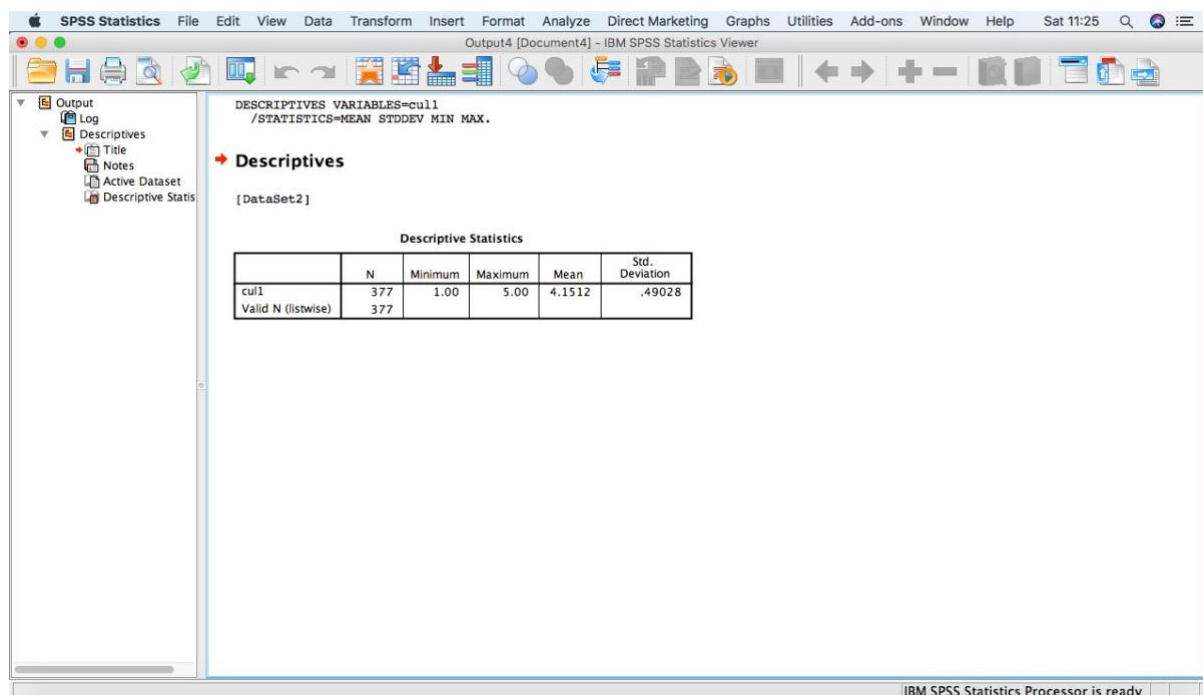 SPSS Statistics File Edit View Data Transform Insert Format Analyze Direct Marketing Graphs Utilities Add-ons Window Help Sat 11:25
Output4 [Document4] - IBM SPSS Statistics Viewer
Output
Log
Descriptives
Title
Notes
Active Dataset
Descriptive Statis
DESCRIPTIVES VARIABLES=cul1
/STATISTICS=MEAN STDDEV MIN MAX.
Descriptives
[DataSet2]
Descriptive Statistics
N Minimum Maximum Mean Std. Deviation
cul1 377 1.00 5.00 4.1512 .49028
Valid N (listwise) 377
IBM SPSS Statistics Processor is ready